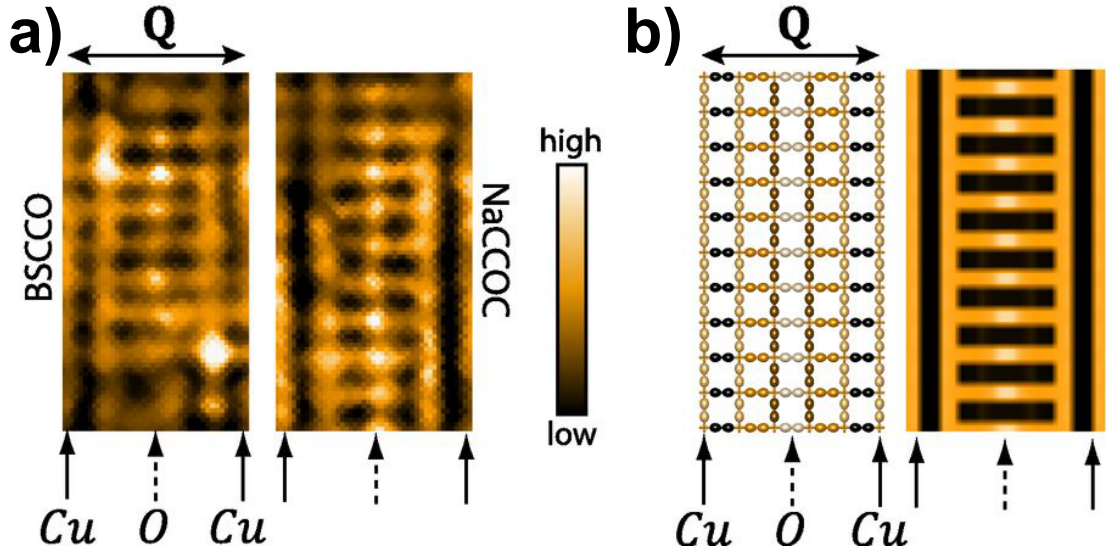 a)
Q
BSCCO
NaCCOC
high
low
Cu O Cu
b)
Q
Cu O Cu